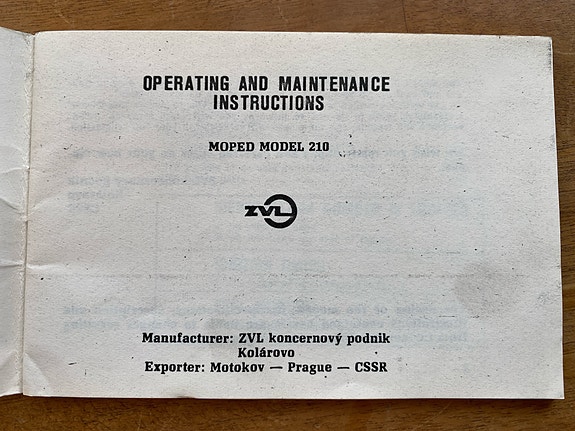 OPERATING AND MAINTENANCE
INSTRUCTIONS
MOPED MODEL 210
ZVL
Manufacturer: ZVL koncernový podnik
Kolárovo
Exporter: Motokov — Prague — CSSR